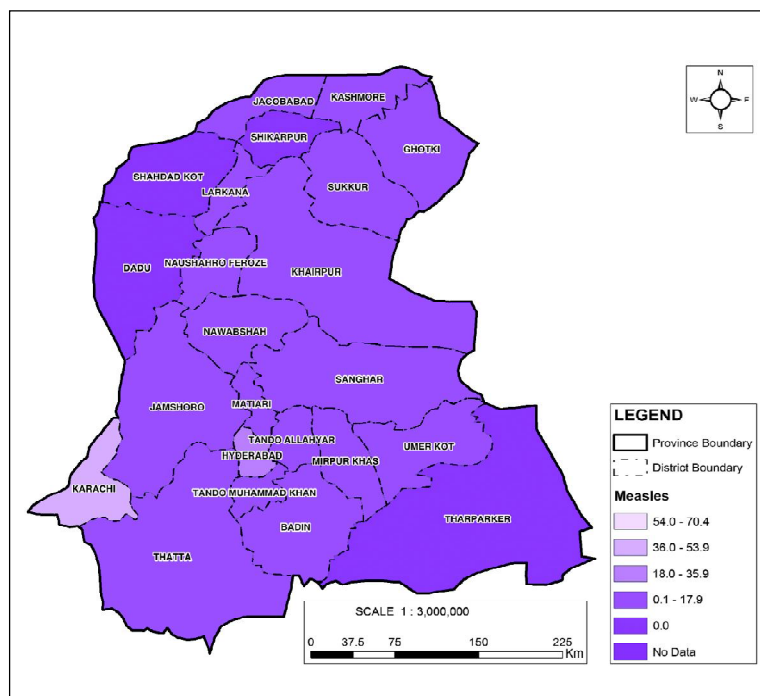 N
W E
S
JACOBABAD
KASHMORE
SHIKARPUR
GHOTKI
SHAHDAD KOT
LARKANA
SUKKUR
DADU
NAUSHAHRO FEROZE
KHAIRPUR
NAWABSHAH
SANGHAR
JAMSHORO
MATIARI
TANDO ALLAHYAR
UMER KOT
HYDERABAD
MIRPUR KHAS
KARACHI
TANDO MUHAMMAD KHAN
THARPARKER
BADIN
THATTA
LEGEND
Province Boundary
District Boundary
Measles
54.0 - 70.4
36.0 - 53.9
18.0 - 35.9
0.1 - 17.9
0.0
No Data
SCALE 1 : 3,000,000
0 37.5 75 150 225
Km